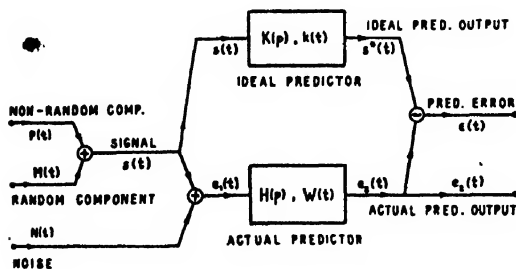 K(p), k(t)
IDEAL PRED. OUTPUT
s(t)
s*(t)
IDEAL PREDICTOR
NON-RANDOM COMP.
P(t)
SIGNAL
s(t)
PRED. ERROR
ε(t)
M(t)
RANDOM COMPONENT
e₁(t)
H(p), W(t)
e₂(t)
e₂(t)
ACTUAL PRED. OUTPUT
N(t)
NOISE
ACTUAL PREDICTOR